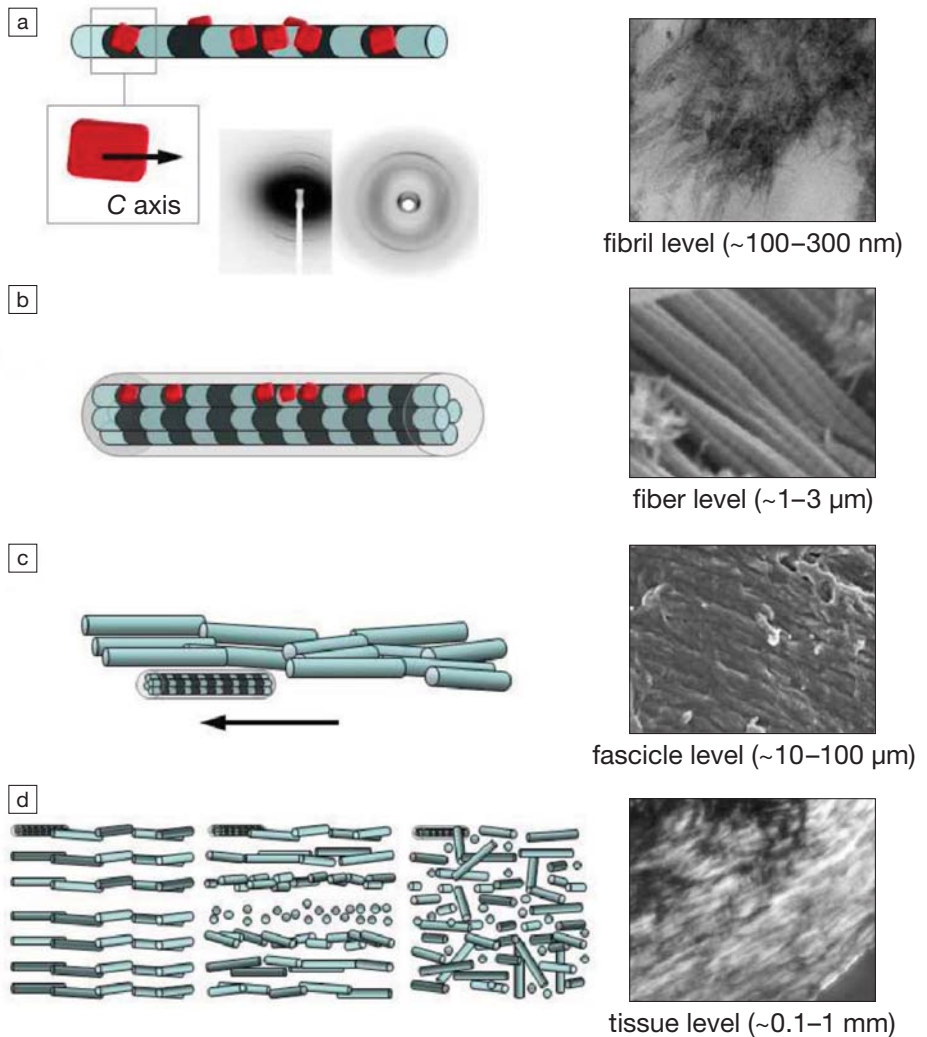 a
C axis
fibril level (~100–300 nm)
b
fiber level (~1–3 µm)
c
fascicle level (~10–100 µm)
d
tissue level (~0.1–1 mm)